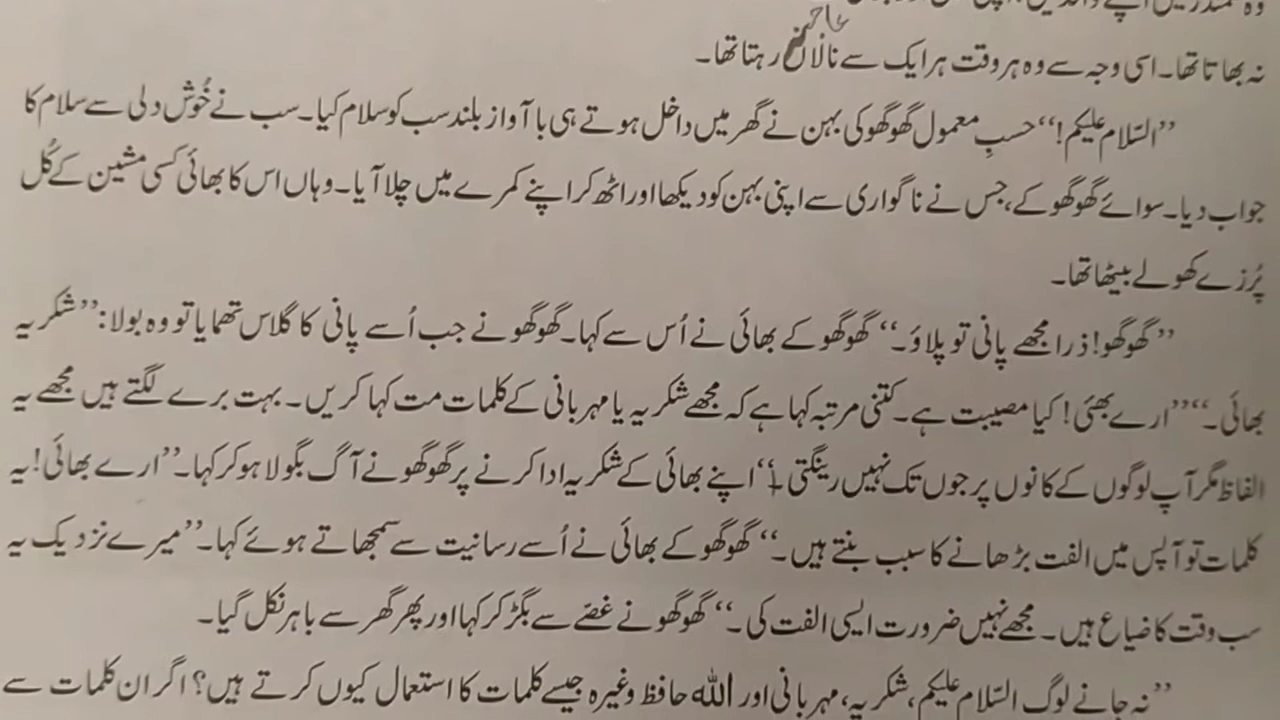 نہ بھاتا تھا۔ اسی وجہ سے وہ ہر وقت ہر ایک سے نالاں رہتا تھا۔
”السّلام علیکم!“ حسبِ معمول گھوگھو کی بہن نے گھر میں داخل ہوتے ہی با آواز بلند سب کو سلام کیا۔ سب نے خُوش دلی سے سلام کا
جواب دیا۔ سوائے گھوگھو کے، جس نے ناگواری سے اپنی بہن کو دیکھا اور اٹھ کر اپنے کمرے میں چلا آیا۔ وہاں اس کا بھائی کسی مشین کے کُل
پُرزے کھولے بیٹھا تھا۔
”گھوگھو! ذرا مجھے پانی تو پلاؤ۔“ گھوگھو کے بھائی نے اُس سے کہا۔ گھوگھو نے جب اُسے پانی کا گلاس تھمایا تو وہ بولا: ”شکریہ
بھائی۔“ ”ارے بھئی! کیا مصیبت ہے۔ کتنی مرتبہ کہا ہے کہ مجھے شکریہ یا مہربانی کے کلمات مت کہا کریں۔ بہت برے لگتے ہیں مجھے یہ
الفاظ مگر آپ لوگوں کے کانوں پر جوں تک نہیں رینگتی۔“ اپنے بھائی کے شکریہ ادا کرنے پر گھوگھو نے آگ بگولا ہو کر کہا۔ ”ارے بھائی! یہ
کلمات تو آپس میں الفت بڑھانے کا سبب بنتے ہیں۔“ گھوگھو کے بھائی نے اُسے رسانیت سے سمجھاتے ہوئے کہا۔ ”میرے نزدیک یہ
سب وقت کا ضیاع ہیں۔ مجھے نہیں ضرورت ایسی الفت کی۔“ گھوگھو نے غصّے سے بگڑ کر کہا اور پھر گھر سے باہر نکل گیا۔
”نہ جانے لوگ السّلام علیکم، شکریہ، مہربانی اور اللہ حافظ وغیرہ جیسے کلمات کا استعمال کیوں کرتے ہیں؟ اگر ان کلمات سے